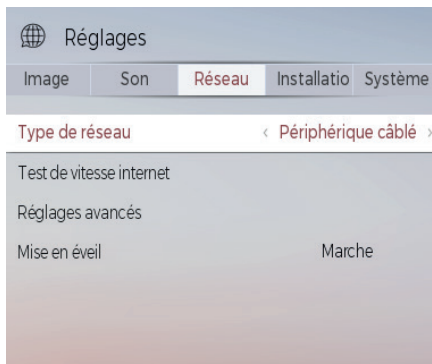 Réglages
Image Son Réseau Installatio Système
Type de réseau ‹ Périphérique câblé ›
Test de vitesse internet
Réglages avancés
Mise en éveil Marche